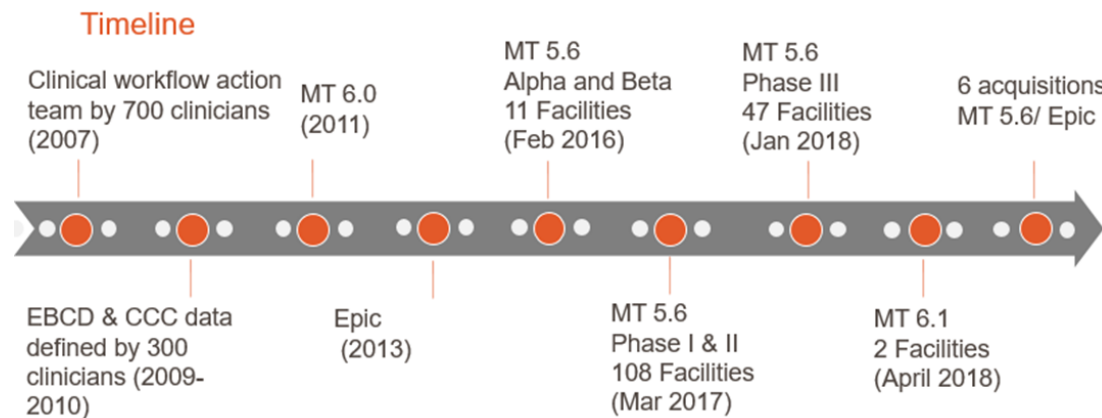 Timeline
Clinical workflow action
team by 700 clinicians
(2007)
EBCD & CCC data
defined by 300
clinicians (2009-
2010)
MT 6.0
(2011)
Epic
(2013)
MT 5.6
Alpha and Beta
11 Facilities
(Feb 2016)
MT 5.6
Phase I & II
108 Facilities
(Mar 2017)
MT 5.6
Phase III
47 Facilities
(Jan 2018)
MT 6.1
2 Facilities
(April 2018)
6 acquisitions
MT 5.6/ Epic